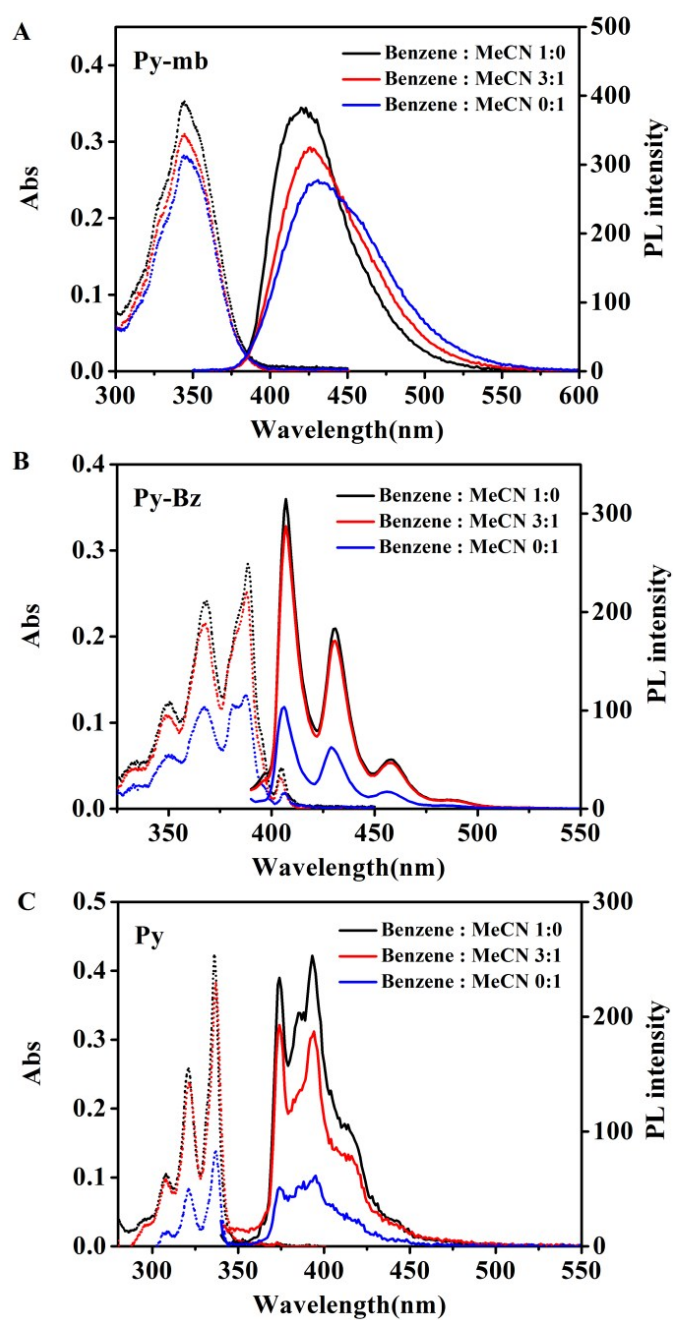 A
Py-mb
Benzene : MeCN 1:0
Benzene : MeCN 3:1
Benzene : MeCN 0:1
0.4
0.3
0.2
0.1
0.0
Abs
500
400
300
200
100
0
PL intensity
300 350 400 450 500 550 600
Wavelength(nm)
B
Py-Bz
Benzene : MeCN 1:0
Benzene : MeCN 3:1
Benzene : MeCN 0:1
0.4
0.3
0.2
0.1
0.0
Abs
300
200
100
0
PL intensity
350 400 450 500 550
Wavelength(nm)
C
Py
Benzene : MeCN 1:0
Benzene : MeCN 3:1
Benzene : MeCN 0:1
0.5
0.4
0.3
0.2
0.1
0.0
Abs
300
200
100
0
PL intensity
300 350 400 450 500 550
Wavelength(nm)